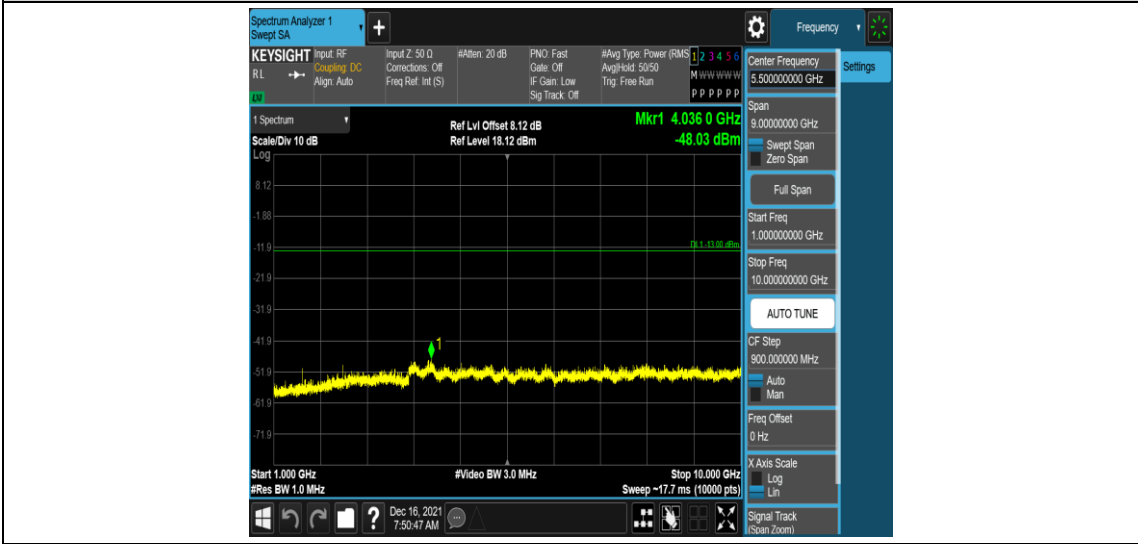 Spectrum Analyzer 1
Swept SA
+
Frequency
KEYSIGHT
RL
Input: RF
Coupling: DC
Align: Auto
Input Z: 50 Ω
Corrections: Off
Freq Ref: Int (S)
#Atten: 20 dB
PNO: Fast
Gate: Off
IF Gain: Low
Sig Track: Off
#Avg Type: Power (RMS
Avg|Hold: 50/50
Trig: Free Run
1 2 3 4 5 6
M W W W W W
P P P P P P
1 Spectrum
Scale/Div 10 dB
Log
Ref Lvl Offset 8.12 dB
Ref Level 18.12 dBm
Mkr1 4.036 0 GHz
-48.03 dBm
8.12
-1.88
-11.9
DL1 -13.00 dBm
-21.9
-31.9
-41.9
1
-51.9
-61.9
-71.9
Start 1.000 GHz
#Res BW 1.0 MHz
#Video BW 3.0 MHz
Stop 10.000 GHz
Sweep ~17.7 ms (10000 pts)
?
Dec 16, 2021
7:50:47 AM
Center Frequency
5.500000000 GHz
Settings
Span
9.00000000 GHz
Swept Span
Zero Span
Full Span
Start Freq
1.000000000 GHz
Stop Freq
10.000000000 GHz
AUTO TUNE
CF Step
900.000000 MHz
Auto
Man
Freq Offset
0 Hz
X Axis Scale
Log
Lin
Signal Track
(Span Zoom)